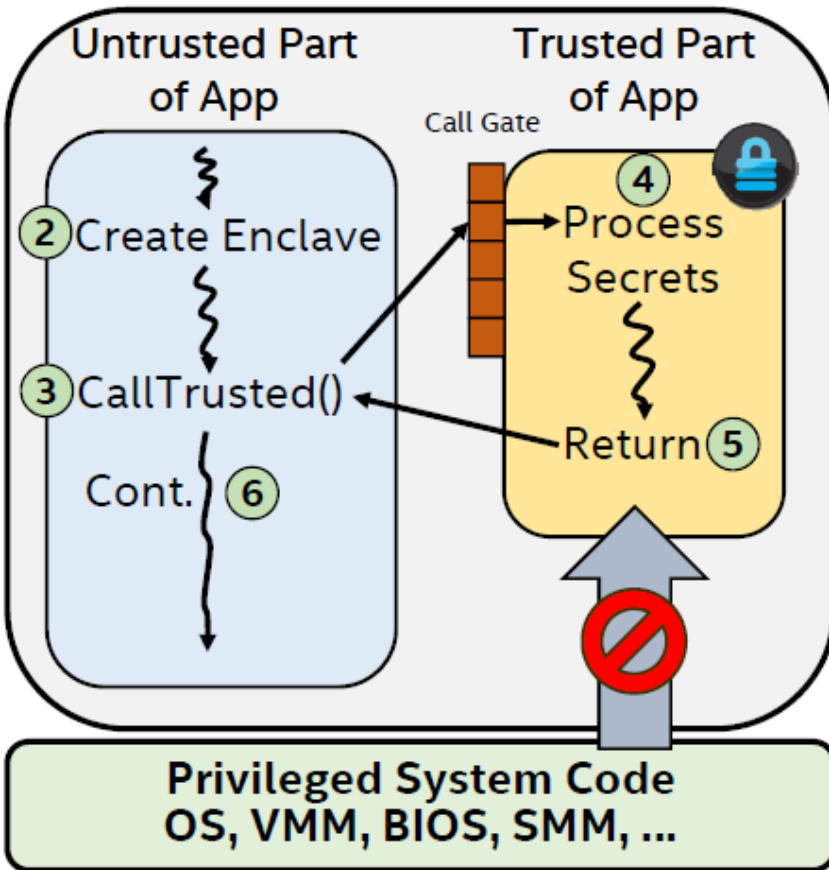 Untrusted Part
of App
Trusted Part
of App
Call Gate
2 Create Enclave
3 CallTrusted()
Cont. 6
4
Process
Secrets
Return 5
Privileged System Code
OS, VMM, BIOS, SMM, ...